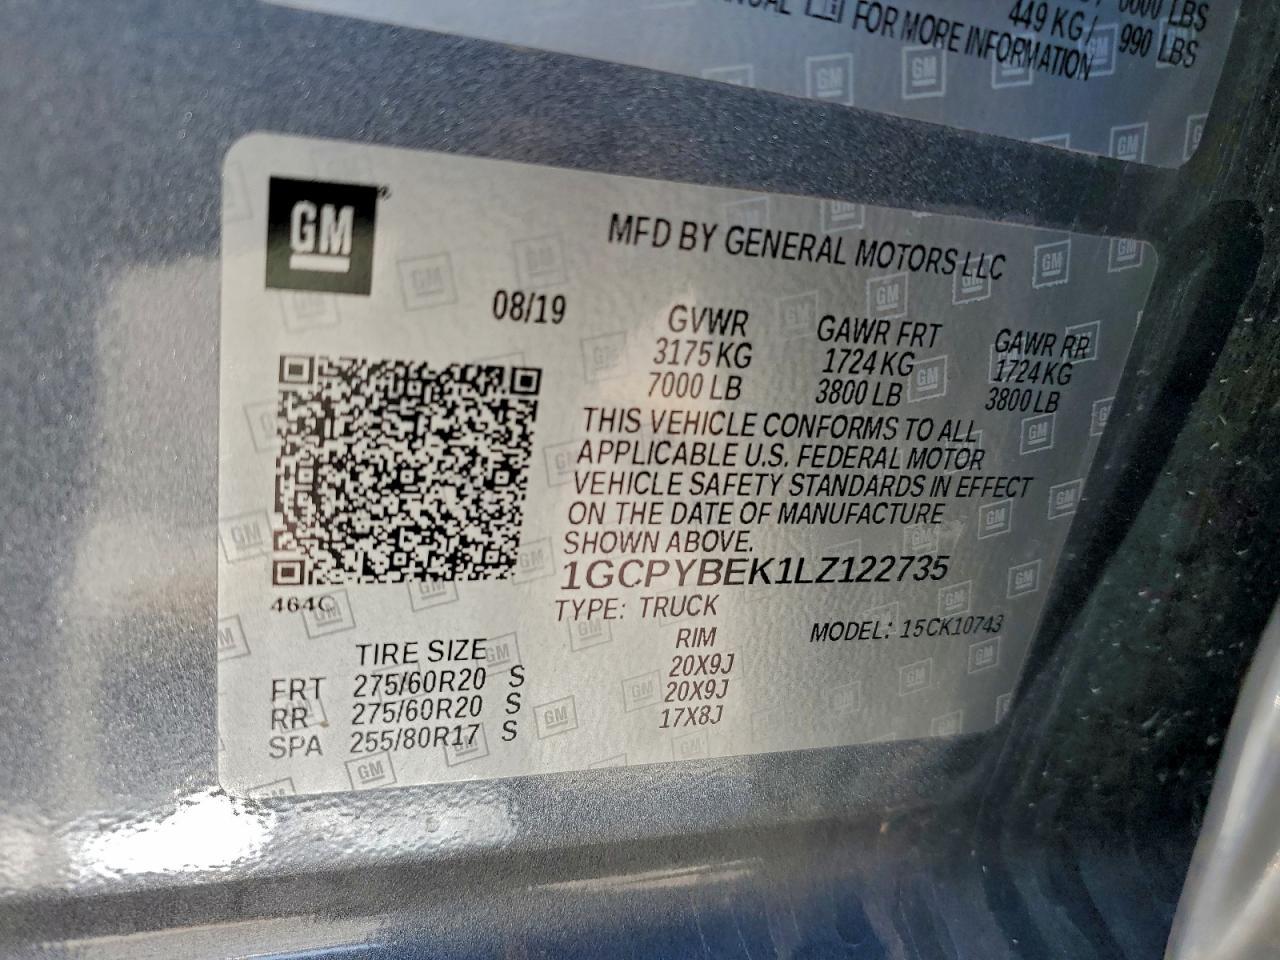 LBS
449 KG / 990 LBS
FOR MORE INFORMATION
GM
MFD BY GENERAL MOTORS LLC
08/19
GVWR GAWR FRT GAWR RR
3175 KG 1724 KG 1724 KG
7000 LB 3800 LB 3800 LB
THIS VEHICLE CONFORMS TO ALL
APPLICABLE U.S. FEDERAL MOTOR
VEHICLE SAFETY STANDARDS IN EFFECT
ON THE DATE OF MANUFACTURE
SHOWN ABOVE.
1GCPYBEK1LZ122735
TYPE: TRUCK
MODEL: 15CK10743
464C
TIRE SIZE RIM
FRT 275/60R20 S 20X9J
RR 275/60R20 S 20X9J
SPA 255/80R17 S 17X8J